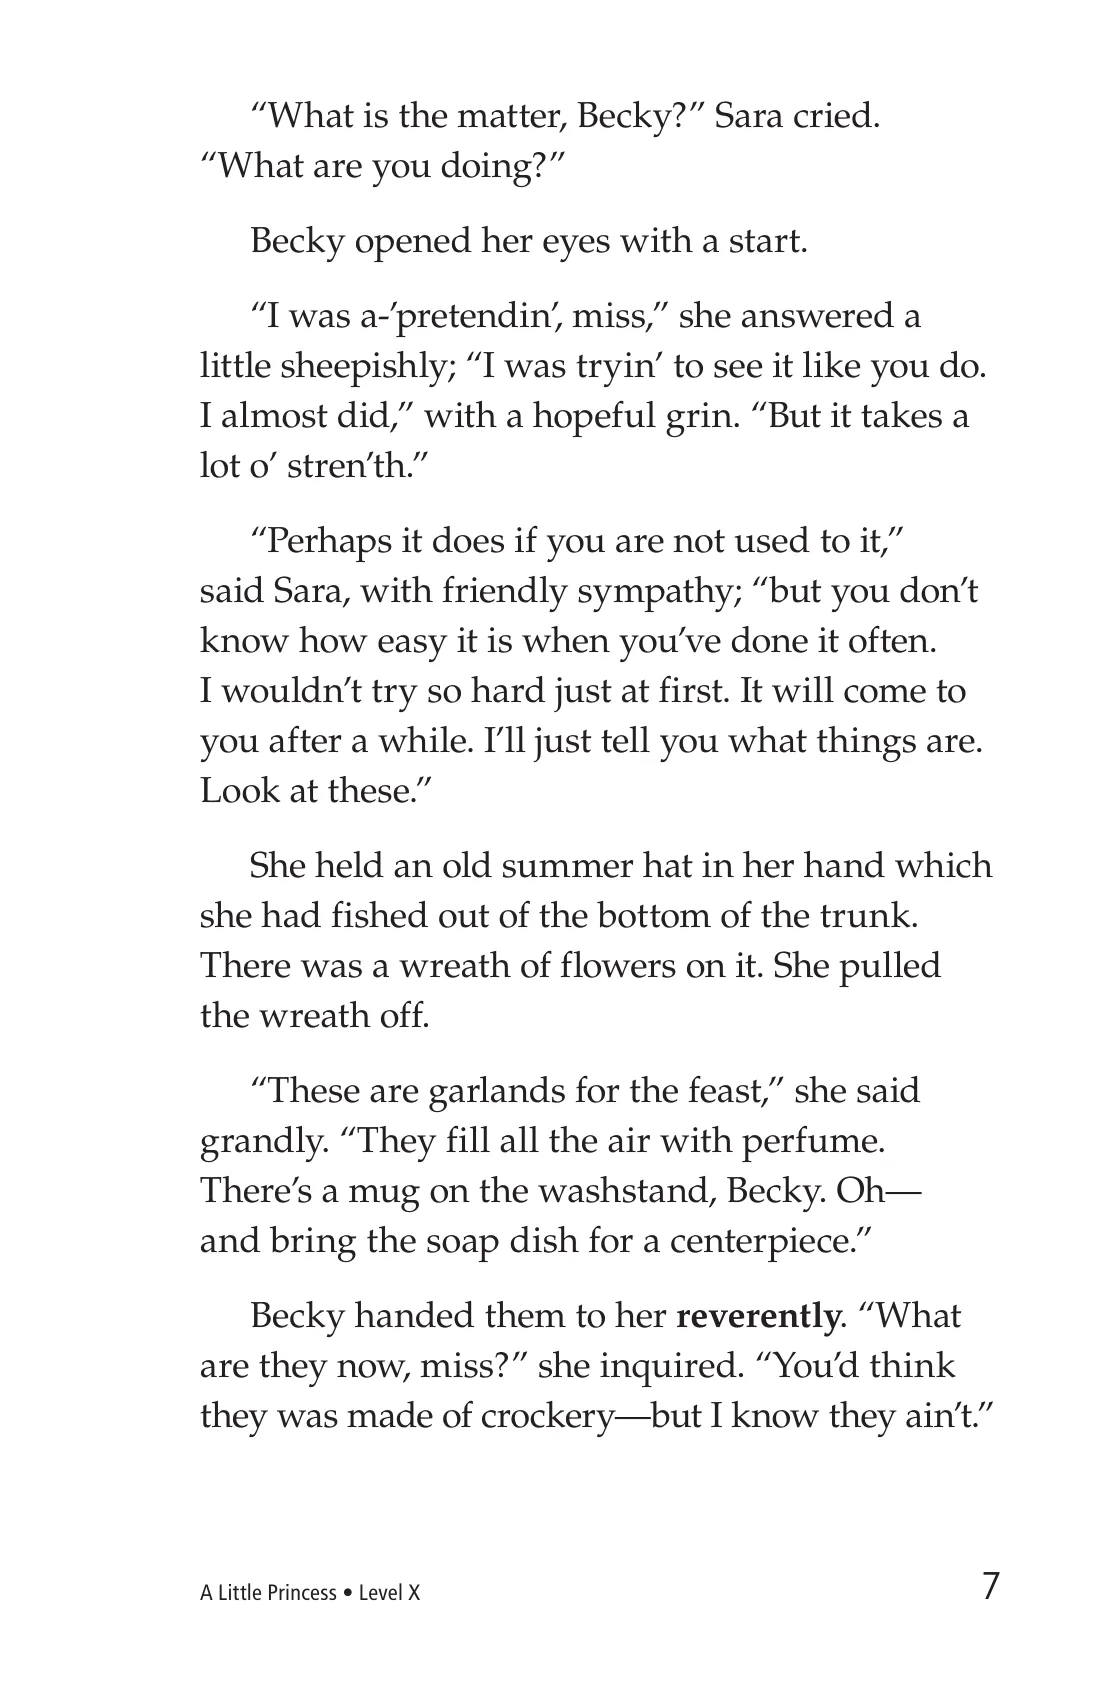 “What is the matter, Becky?” Sara cried.
“What are you doing?”
Becky opened her eyes with a start.
“I was a-’pretendin’, miss,” she answered a
little sheepishly; “I was tryin’ to see it like you do.
I almost did,” with a hopeful grin. “But it takes a
lot o’ stren’th.”
“Perhaps it does if you are not used to it,”
said Sara, with friendly sympathy; “but you don’t
know how easy it is when you’ve done it often.
I wouldn’t try so hard just at first. It will come to
you after a while. I’ll just tell you what things are.
Look at these.”
She held an old summer hat in her hand which
she had fished out of the bottom of the trunk.
There was a wreath of flowers on it. She pulled
the wreath off.
“These are garlands for the feast,” she said
grandly. “They fill all the air with perfume.
There’s a mug on the washstand, Becky. Oh—
and bring the soap dish for a centerpiece.”
Becky handed them to her reverently. “What
are they now, miss?” she inquired. “You’d think
they was made of crockery—but I know they ain’t.”
A Little Princess • Level X
7